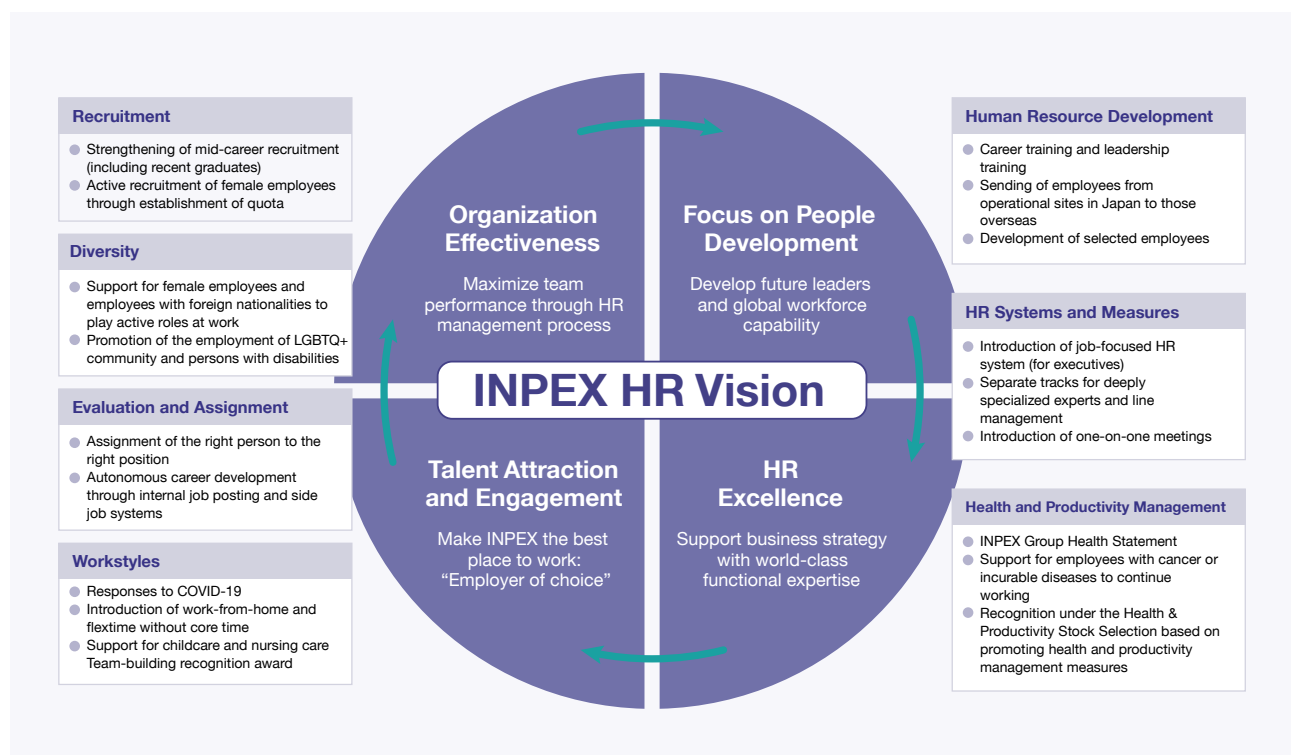 Recruitment
Strengthening of mid-career recruitment
(including recent graduates)
Active recruitment of female employees
through establishment of quota
Diversity
Support for female employees and
employees with foreign nationalities to
play active roles at work
Promotion of the employment of LGBTQ+
community and persons with disabilities
Evaluation and Assignment
Assignment of the right person to the
right position
Autonomous career development
through internal job posting and side
job systems
Workstyles
Responses to COVID-19
Introduction of work-from-home and
flextime without core time
Support for childcare and nursing care
Team-building recognition award
Organization
Effectiveness
Maximize team
performance through HR
management process
Focus on People
Development
Develop future leaders
and global workforce
capability
INPEX HR Vision
Talent Attraction
and Engagement
Make INPEX the best
place to work:
“Employer of choice”
HR
Excellence
Support business strategy
with world-class
functional expertise
Human Resource Development
Career training and leadership
training
Sending of employees from
operational sites in Japan to those
overseas
Development of selected employees
HR Systems and Measures
Introduction of job-focused HR
system (for executives)
Separate tracks for deeply
specialized experts and line
management
Introduction of one-on-one meetings
Health and Productivity Management
INPEX Group Health Statement
Support for employees with cancer or
incurable diseases to continue
working
Recognition under the Health &
Productivity Stock Selection based on
promoting health and productivity
management measures